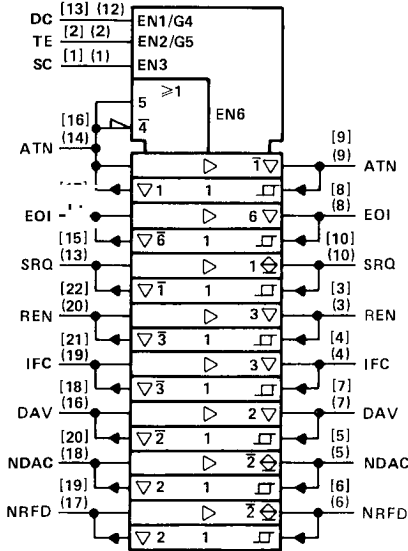 DC [13] (12) EN1/G4
TE [2] (2) EN2/G5
SC [1] (1) EN3
≥1
5
EN6
[16] 4̅
(14)
ATN
[9]
(9)
▷ 1̅ ▽ ATN
▽ 1 1 [8]
(8)
EOI ▷ 6 ▽ EOI
[15] ▽ 6̅ 1 [10]
(13) (10)
SRQ ▷ 1 SRQ
[22] ▽ 1̅ 1 [3]
(20) (3)
REN ▷ 3 ▽ REN
[21] ▽ 3̅ 1 [4]
(19) (4)
IFC ▷ 3 ▽ IFC
[18] ▽ 3̅ 1 [7]
(16) (7)
DAV ▷ 2 ▽ DAV
[20] ▽ 2̅ 1 [5]
(18) (5)
NDAC ▷ 2̅ NDAC
[19] ▽ 2 1 [6]
(17) (6)
NRFD ▷ 2̅ NRFD
▽ 2 1